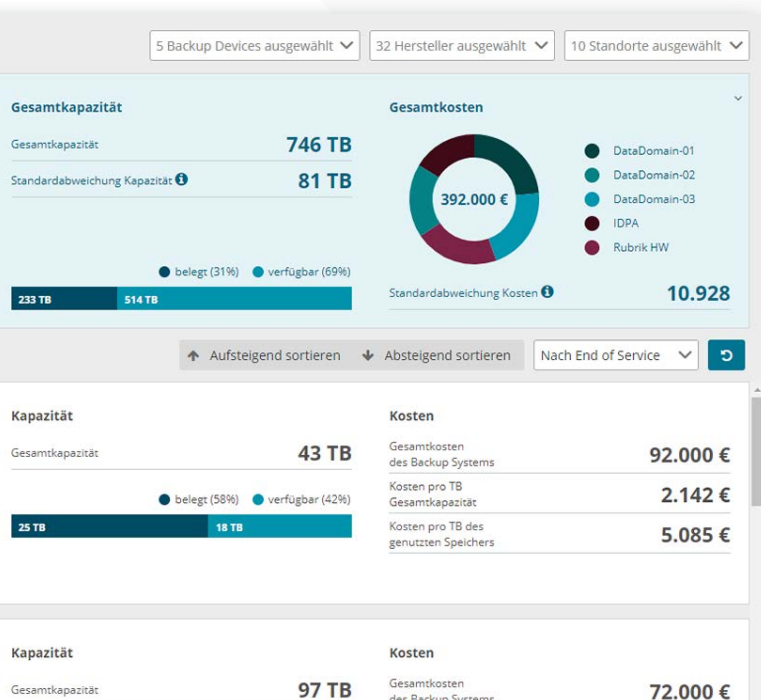 5 Backup Devices ausgewählt
32 Hersteller ausgewählt
10 Standorte ausgewählt
Gesamtkapazität
Gesamtkapazität
746 TB
Standardabweichung Kapazität
81 TB
belegt (31%)
verfügbar (69%)
233 TB
514 TB
Gesamtkosten
392.000 €
DataDomain-01
DataDomain-02
DataDomain-03
IDPA
Rubrik HW
Standardabweichung Kosten
10.928
Aufsteigend sortieren
Absteigend sortieren
Nach End of Service
Kapazität
Gesamtkapazität
43 TB
belegt (58%)
verfügbar (42%)
25 TB
18 TB
Kosten
Gesamtkosten
des Backup Systems
92.000 €
Kosten pro TB
Gesamtkapazität
2.142 €
Kosten pro TB des
genutzten Speichers
5.085 €
Kapazität
Gesamtkapazität
97 TB
Kosten
Gesamtkosten
des Backup Systems
72.000 €